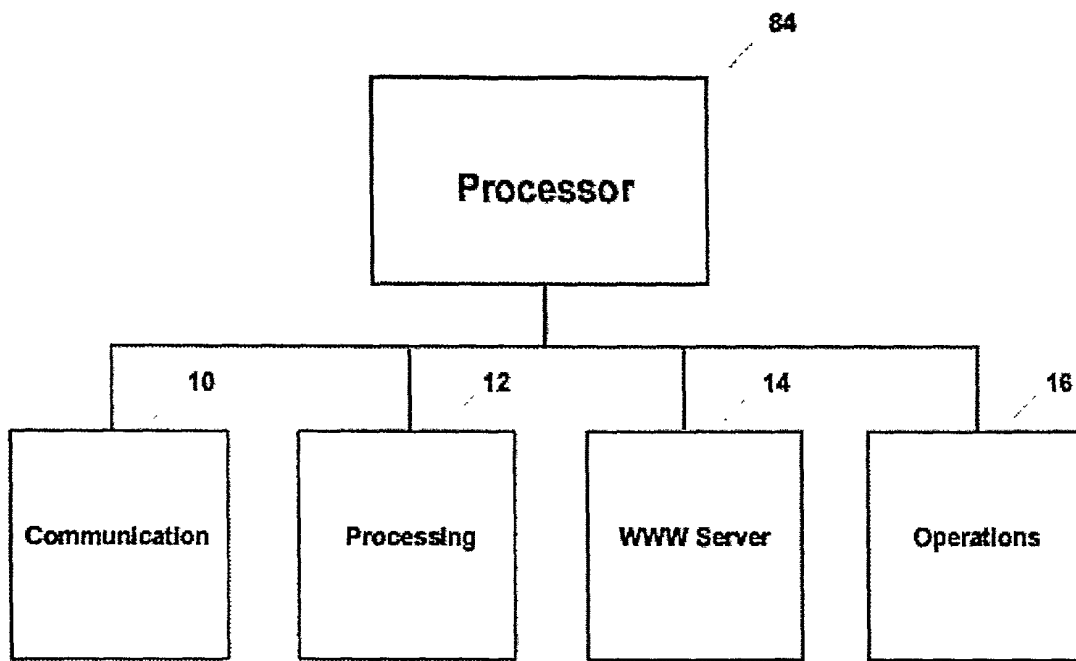 84
Processor
10
12
14
16
Communication
Processing
WWW Server
Operations